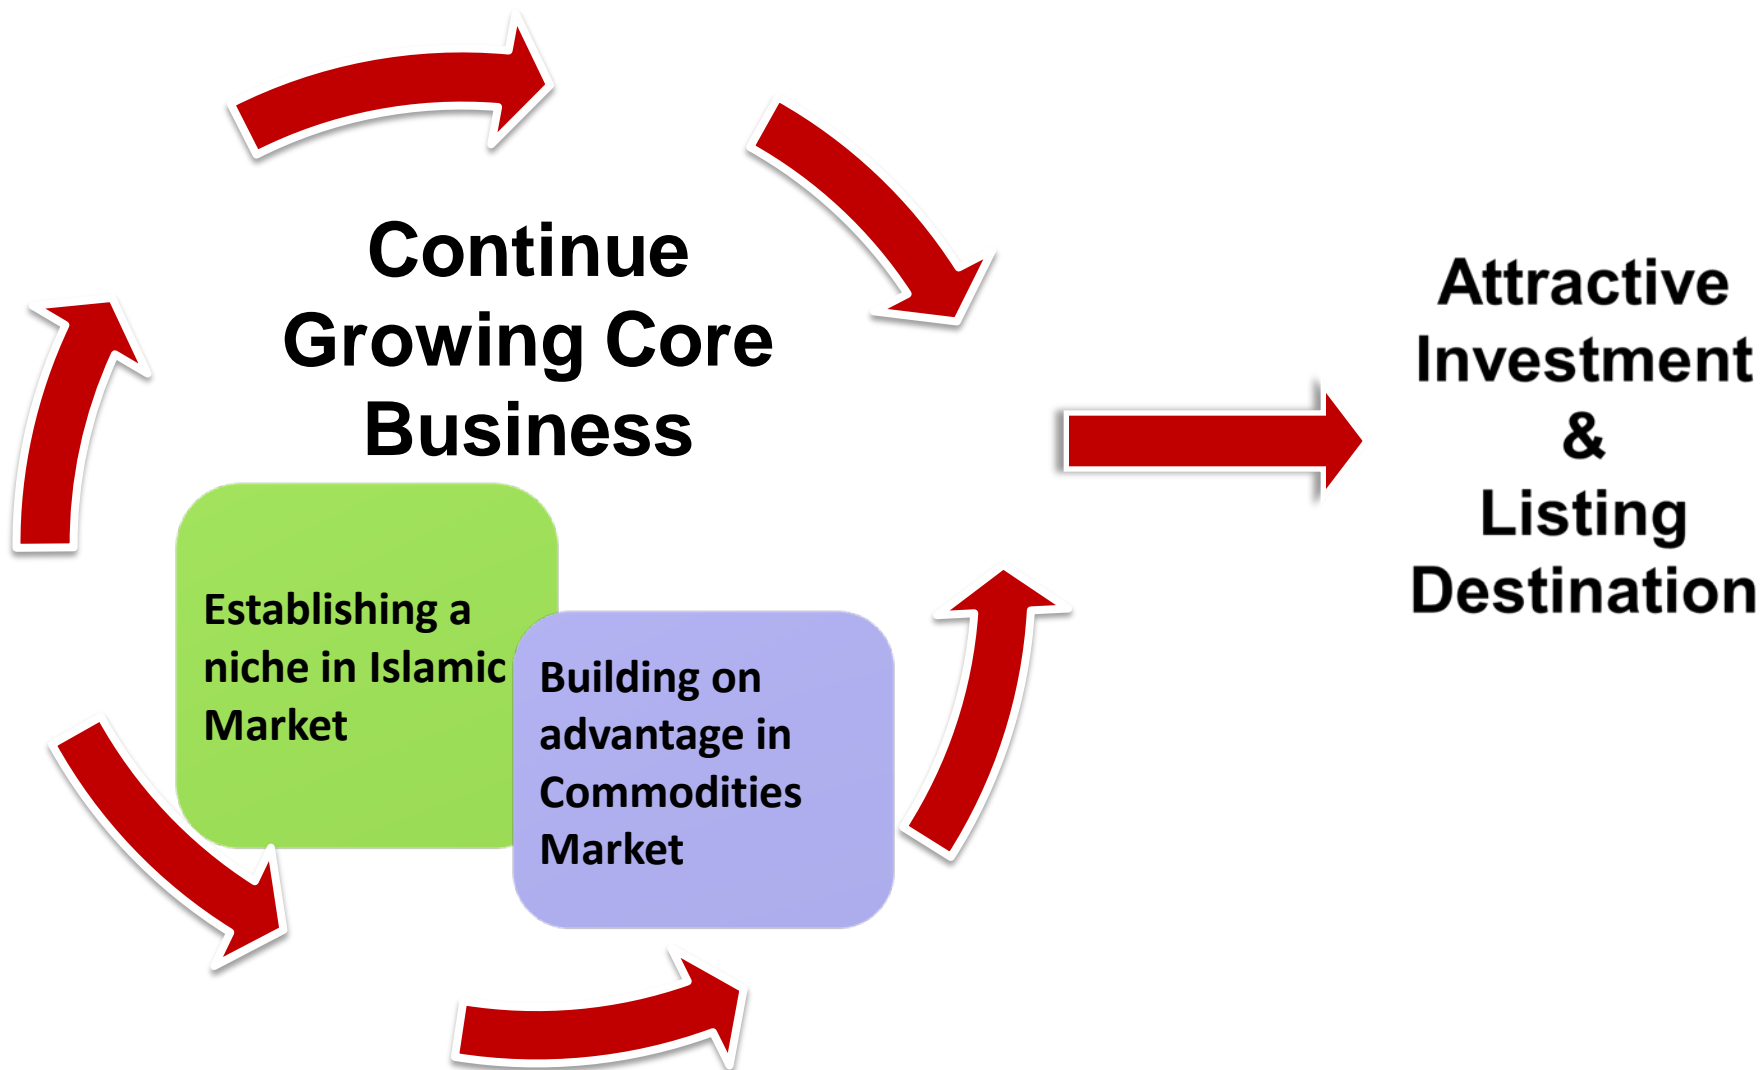 Continue
Growing Core
Business
Establishing a
niche in Islamic
Market
Building on
advantage in
Commodities
Market
Attractive
Investment
&
Listing
Destination